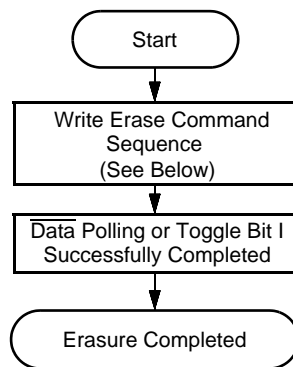 Start
Write Erase Command
Sequence
(See Below)
Data Polling or Toggle Bit I
Successfully Completed
Erasure Completed